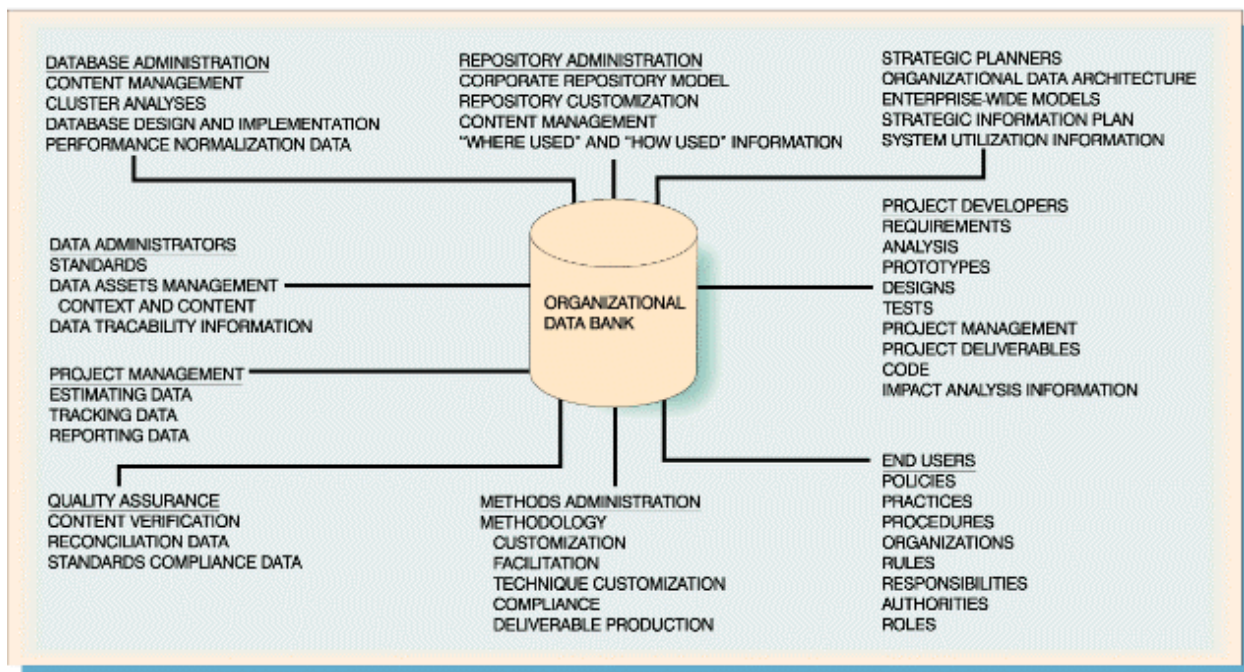 DATABASE ADMINISTRATION
CONTENT MANAGEMENT
CLUSTER ANALYSES
DATABASE DESIGN AND IMPLEMENTATION
PERFORMANCE NORMALIZATION DATA
REPOSITORY ADMINISTRATION
CORPORATE REPOSITORY MODEL
REPOSITORY CUSTOMIZATION
CONTENT MANAGEMENT
“WHERE USED” AND “HOW USED” INFORMATION
STRATEGIC PLANNERS
ORGANIZATIONAL DATA ARCHITECTURE
ENTERPRISE-WIDE MODELS
STRATEGIC INFORMATION PLAN
SYSTEM UTILIZATION INFORMATION
DATA ADMINISTRATORS
STANDARDS
DATA ASSETS MANAGEMENT
CONTEXT AND CONTENT
DATA TRACABILITY INFORMATION
ORGANIZATIONAL
DATA BANK
PROJECT DEVELOPERS
REQUIREMENTS
ANALYSIS
PROTOTYPES
DESIGNS
TESTS
PROJECT MANAGEMENT
PROJECT DELIVERABLES
CODE
IMPACT ANALYSIS INFORMATION
PROJECT MANAGEMENT
ESTIMATING DATA
TRACKING DATA
REPORTING DATA
QUALITY ASSURANCE
CONTENT VERIFICATION
RECONCILIATION DATA
STANDARDS COMPLIANCE DATA
METHODS ADMINISTRATION
METHODOLOGY
CUSTOMIZATION
FACILITATION
TECHNIQUE CUSTOMIZATION
COMPLIANCE
DELIVERABLE PRODUCTION
END USERS
POLICIES
PRACTICES
PROCEDURES
ORGANIZATIONS
RULES
RESPONSIBILITIES
AUTHORITIES
ROLES